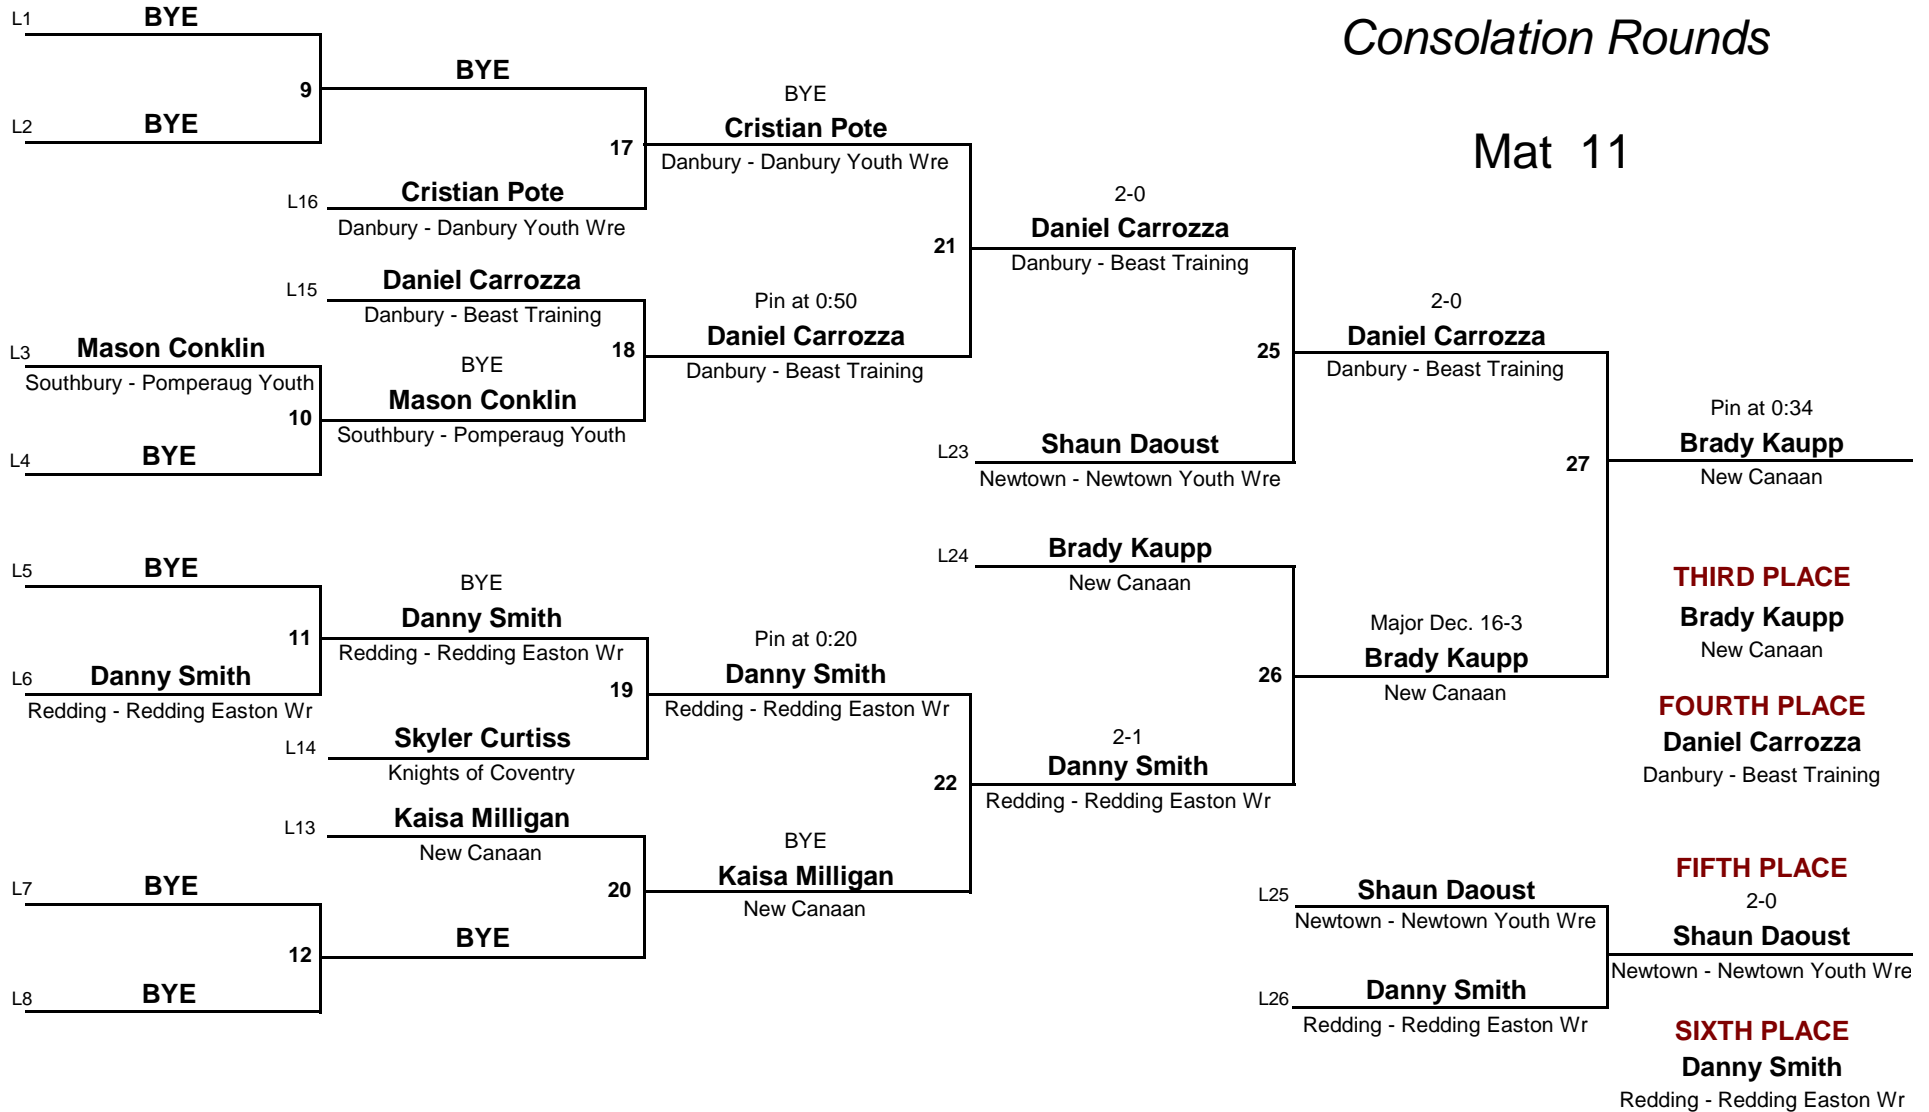 Consolation Rounds
Mat 11
L1 BYE
9
L2 BYE
BYE
17
L16 Cristian Pote
Danbury - Danbury Youth Wre
BYE
Cristian Pote
Danbury - Danbury Youth Wre
L15 Daniel Carrozza
Danbury - Beast Training
L3 Mason Conklin
Southbury - Pomperaug Youth
10
L4 BYE
BYE
Mason Conklin
Southbury - Pomperaug Youth
18
Pin at 0:50
Daniel Carrozza
Danbury - Beast Training
21
2-0
Daniel Carrozza
Danbury - Beast Training
25
L23 Shaun Daoust
Newtown - Newtown Youth Wre
2-0
Daniel Carrozza
Danbury - Beast Training
27
Pin at 0:34
Brady Kaupp
New Canaan
L5 BYE
11
L6 Danny Smith
Redding - Redding Easton Wr
BYE
Danny Smith
Redding - Redding Easton Wr
19
L14 Skyler Curtiss
Knights of Coventry
Pin at 0:20
Danny Smith
Redding - Redding Easton Wr
L13 Kaisa Milligan
New Canaan
L7 BYE
12
L8 BYE
BYE
20
BYE
Kaisa Milligan
New Canaan
22
L24 Brady Kaupp
New Canaan
2-1
Danny Smith
Redding - Redding Easton Wr
26
Major Dec. 16-3
Brady Kaupp
New Canaan
THIRD PLACE
Brady Kaupp
New Canaan
FOURTH PLACE
Daniel Carrozza
Danbury - Beast Training
L25 Shaun Daoust
Newtown - Newtown Youth Wre
L26 Danny Smith
Redding - Redding Easton Wr
FIFTH PLACE
2-0
Shaun Daoust
Newtown - Newtown Youth Wre
SIXTH PLACE
Danny Smith
Redding - Redding Easton Wr